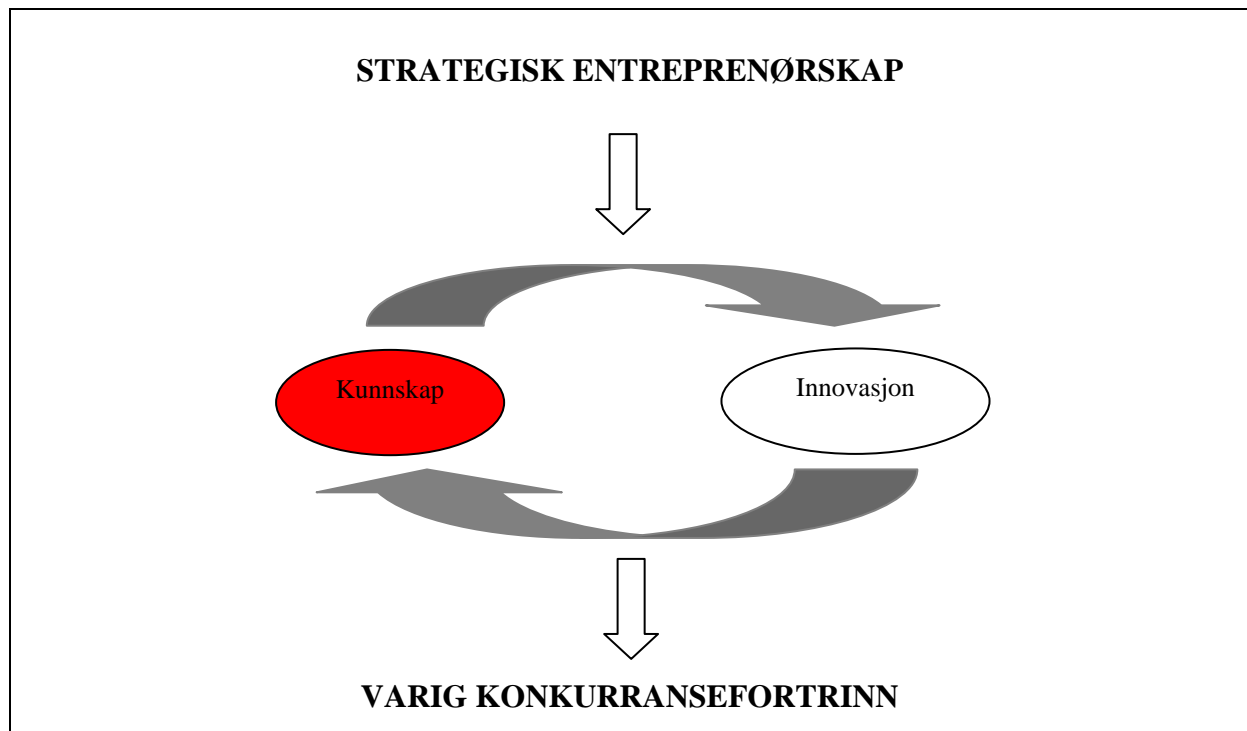 STRATEGISK ENTREPRENØRSKAP
Kunnskap
Innovasjon
VARIG KONKURRANSEFORTRINN